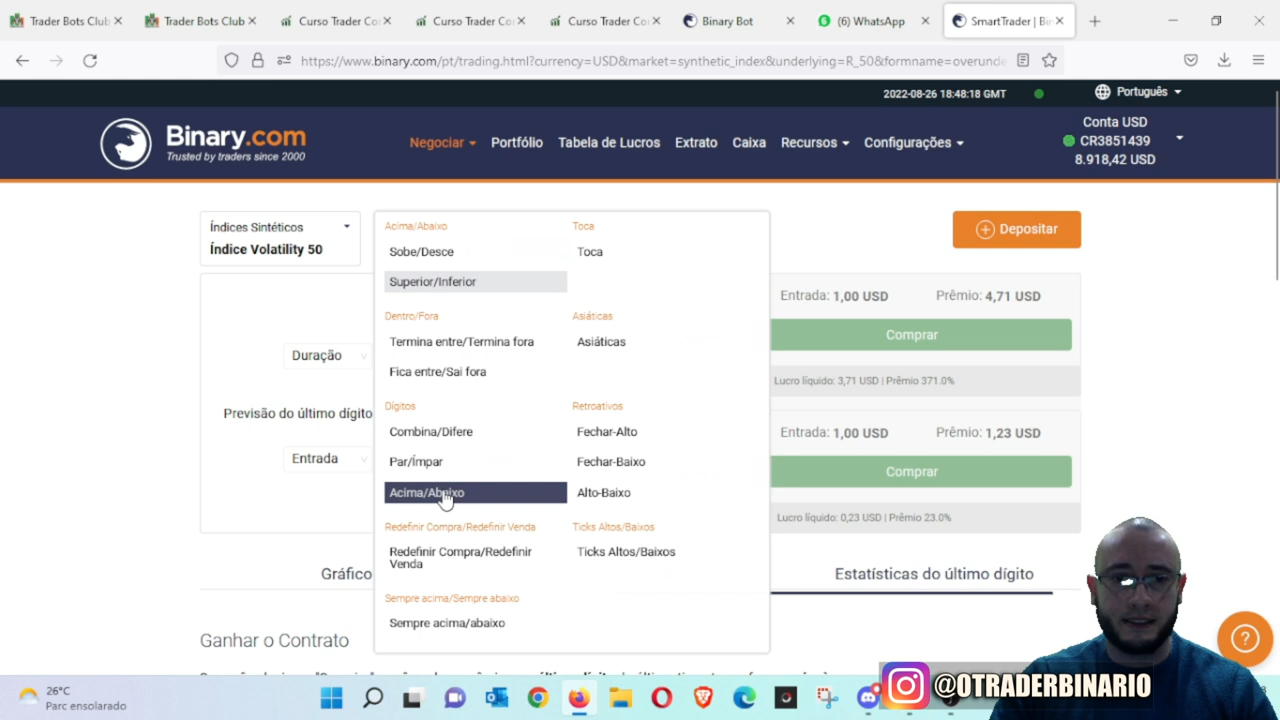 Trader Bots Club
Trader Bots Club
Curso Trader Co
Curso Trader Co
Curso Trader Co
Binary Bot
(6) WhatsApp
SmartTrader | Bin
https://www.binary.com/pt/trading.html?currency=USD&market=synthetic_index&underlying=R_50&formname=overunde
2022-08-26 18:48:18 GMT
Português
Binary.com
Trusted by traders since 2000
Negociar
Portfólio
Tabela de Lucros
Extrato
Caixa
Recursos
Configurações
Conta USD
CR3851439
8.918,42 USD
Índices Sintéticos
Índice Volatility 50
Acima/Abaixo
Toca
Sobe/Desce
Toca
Superior/Inferior
Dentro/Fora
Asiáticas
Termina entre/Termina fora
Asiáticas
Fica entre/Sai fora
Dígitos
Retroativos
Combina/Difere
Fechar-Alto
Par/Ímpar
Fechar-Baixo
Acima/Abaixo
Alto-Baixo
Redefinir Compra/Redefinir Venda
Ticks Altos/Baixos
Redefinir Compra/Redefinir
Venda
Ticks Altos/Baixos
Sempre acima/Sempre abaixo
Sempre acima/abaixo
Depositar
Duração
Previsão do último dígito
Entrada
Entrada: 1,00 USD
Prêmio: 4,71 USD
Comprar
Lucro líquido: 3,71 USD | Prêmio 371.0%
Entrada: 1,00 USD
Prêmio: 1,23 USD
Comprar
Lucro líquido: 0,23 USD | Prêmio 23.0%
Gráfico
Estatísticas do último dígito
Ganhar o Contrato
26°C
Parc ensolarado
@OTRADERBINARIO